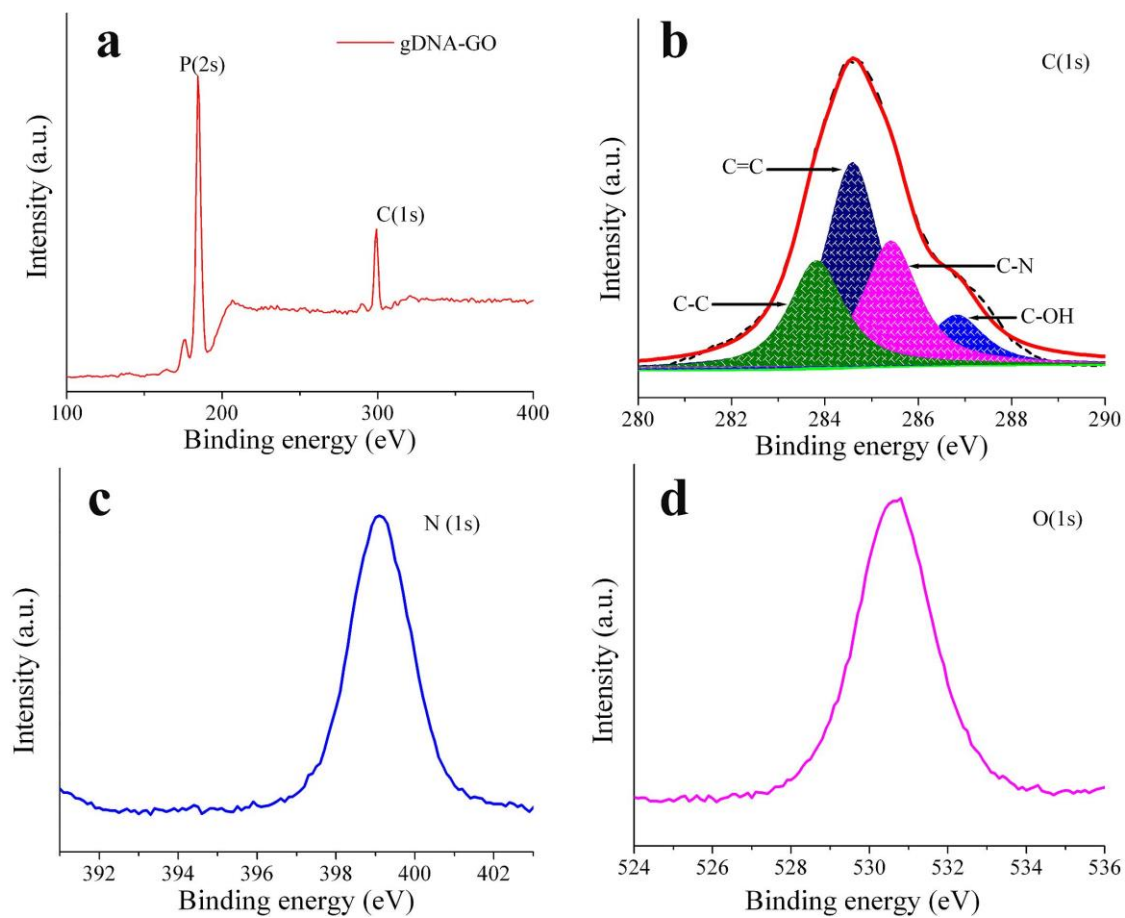 a
gDNA-GO
P(2s)
C(1s)
Intensity (a.u.)
100 200 300 400
Binding energy (eV)
b
C(1s)
C=C
C-N
C-C
C-OH
Intensity (a.u.)
280 282 284 286 288 290
Binding energy (eV)
c
N (1s)
Intensity (a.u.)
392 394 396 398 400 402
Binding energy (eV)
d
O(1s)
Intensity (a.u.)
524 526 528 530 532 534 536
Binding energy (eV)